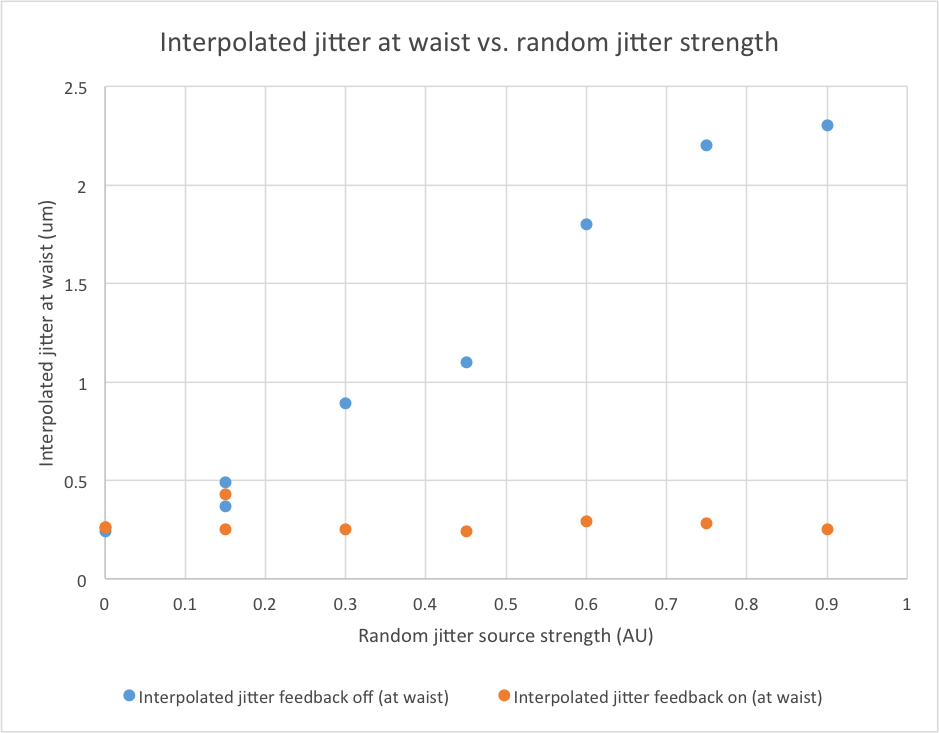 Interpolated jitter at waist vs. random jitter strength
2.5
2
1.5
1
0.5
0
Interpolated jitter at waist (um)
0 0.1 0.2 0.3 0.4 0.5 0.6 0.7 0.8 0.9 1
Random jitter source strength (AU)
Interpolated jitter feedback off (at waist) Interpolated jitter feedback on (at waist)